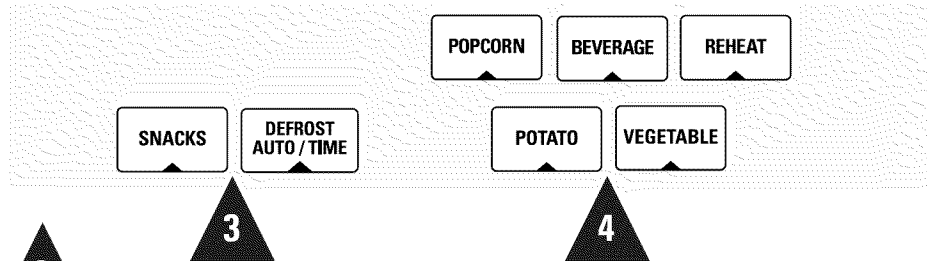 POPCORN
BEVERAGE
REHEAT
SNACKS
DEFROST
AUTO / TIME
POTATO
VEGETABLE
3
4